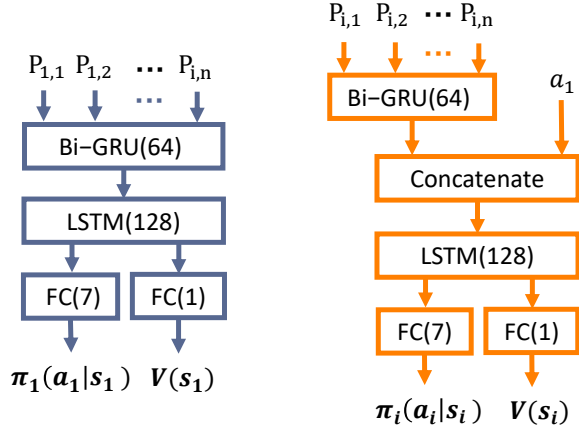 P1,1 P1,2 ··· Pi,n
···
Bi−GRU(64)
LSTM(128)
FC(7) FC(1)
π1(a1|s1) V(s1)
Pi,1 Pi,2 ··· Pi,n
···
Bi−GRU(64)
a1
Concatenate
LSTM(128)
FC(7) FC(1)
πi(ai|si) V(si)